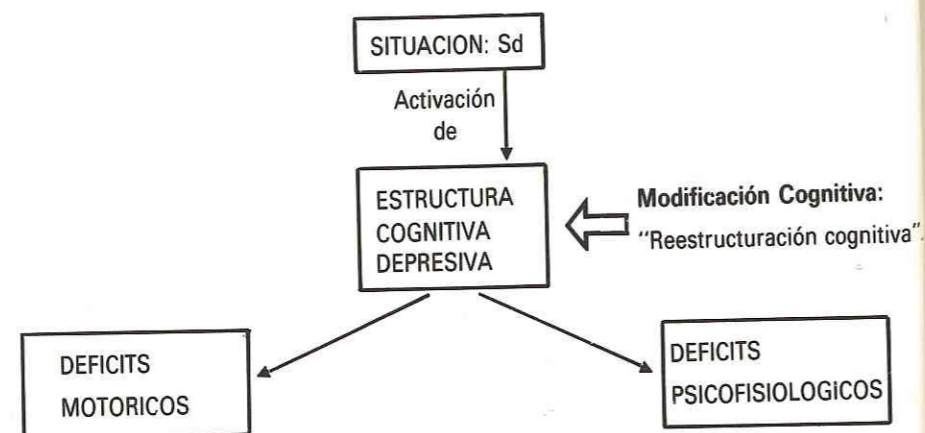 SITUACION: Sd
Activación
de
ESTRUCTURA
COGNITIVA
DEPRESIVA
Modificación Cognitiva:
"Reestructuración cognitiva".
DEFICITS
MOTORICOS
DEFICITS
PSICOFISIOLOGiCOS